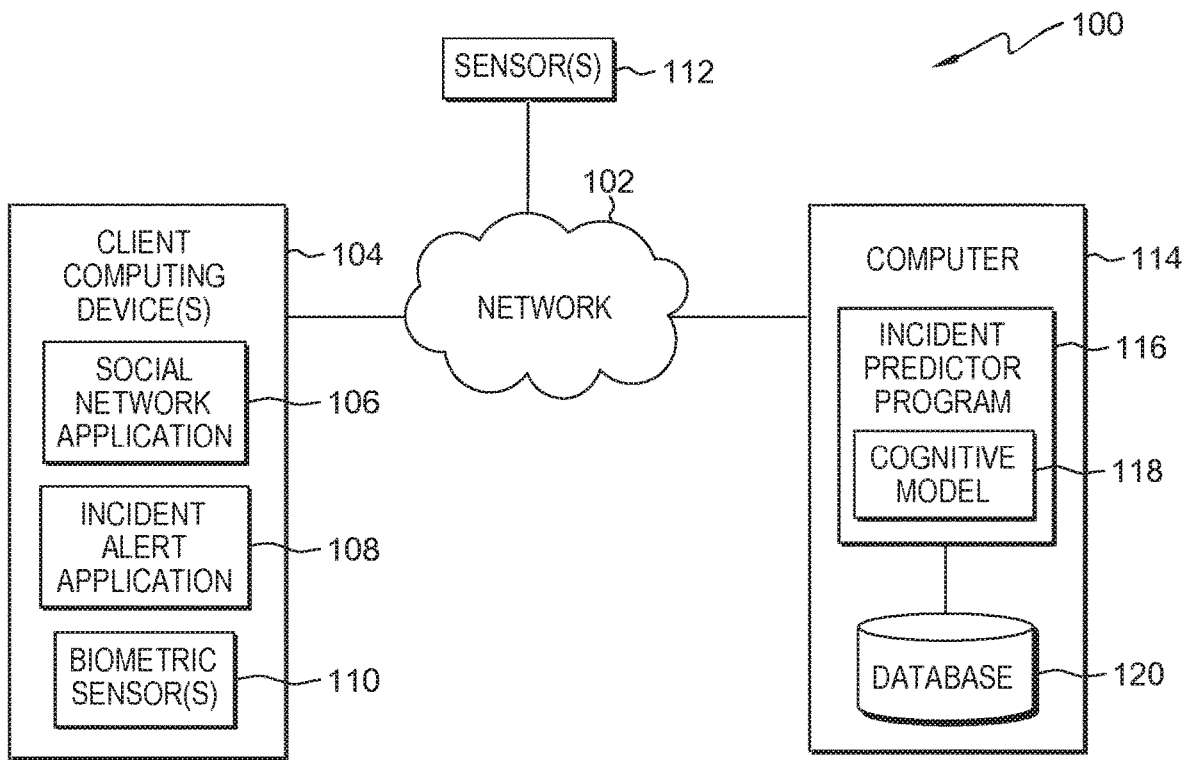 100
SENSOR(S)
112
102
NETWORK
CLIENT
COMPUTING
DEVICE(S)
104
SOCIAL
NETWORK
APPLICATION
106
INCIDENT
ALERT
APPLICATION
108
BIOMETRIC
SENSOR(S)
110
COMPUTER
114
INCIDENT
PREDICTOR
PROGRAM
116
COGNITIVE
MODEL
118
DATABASE
120